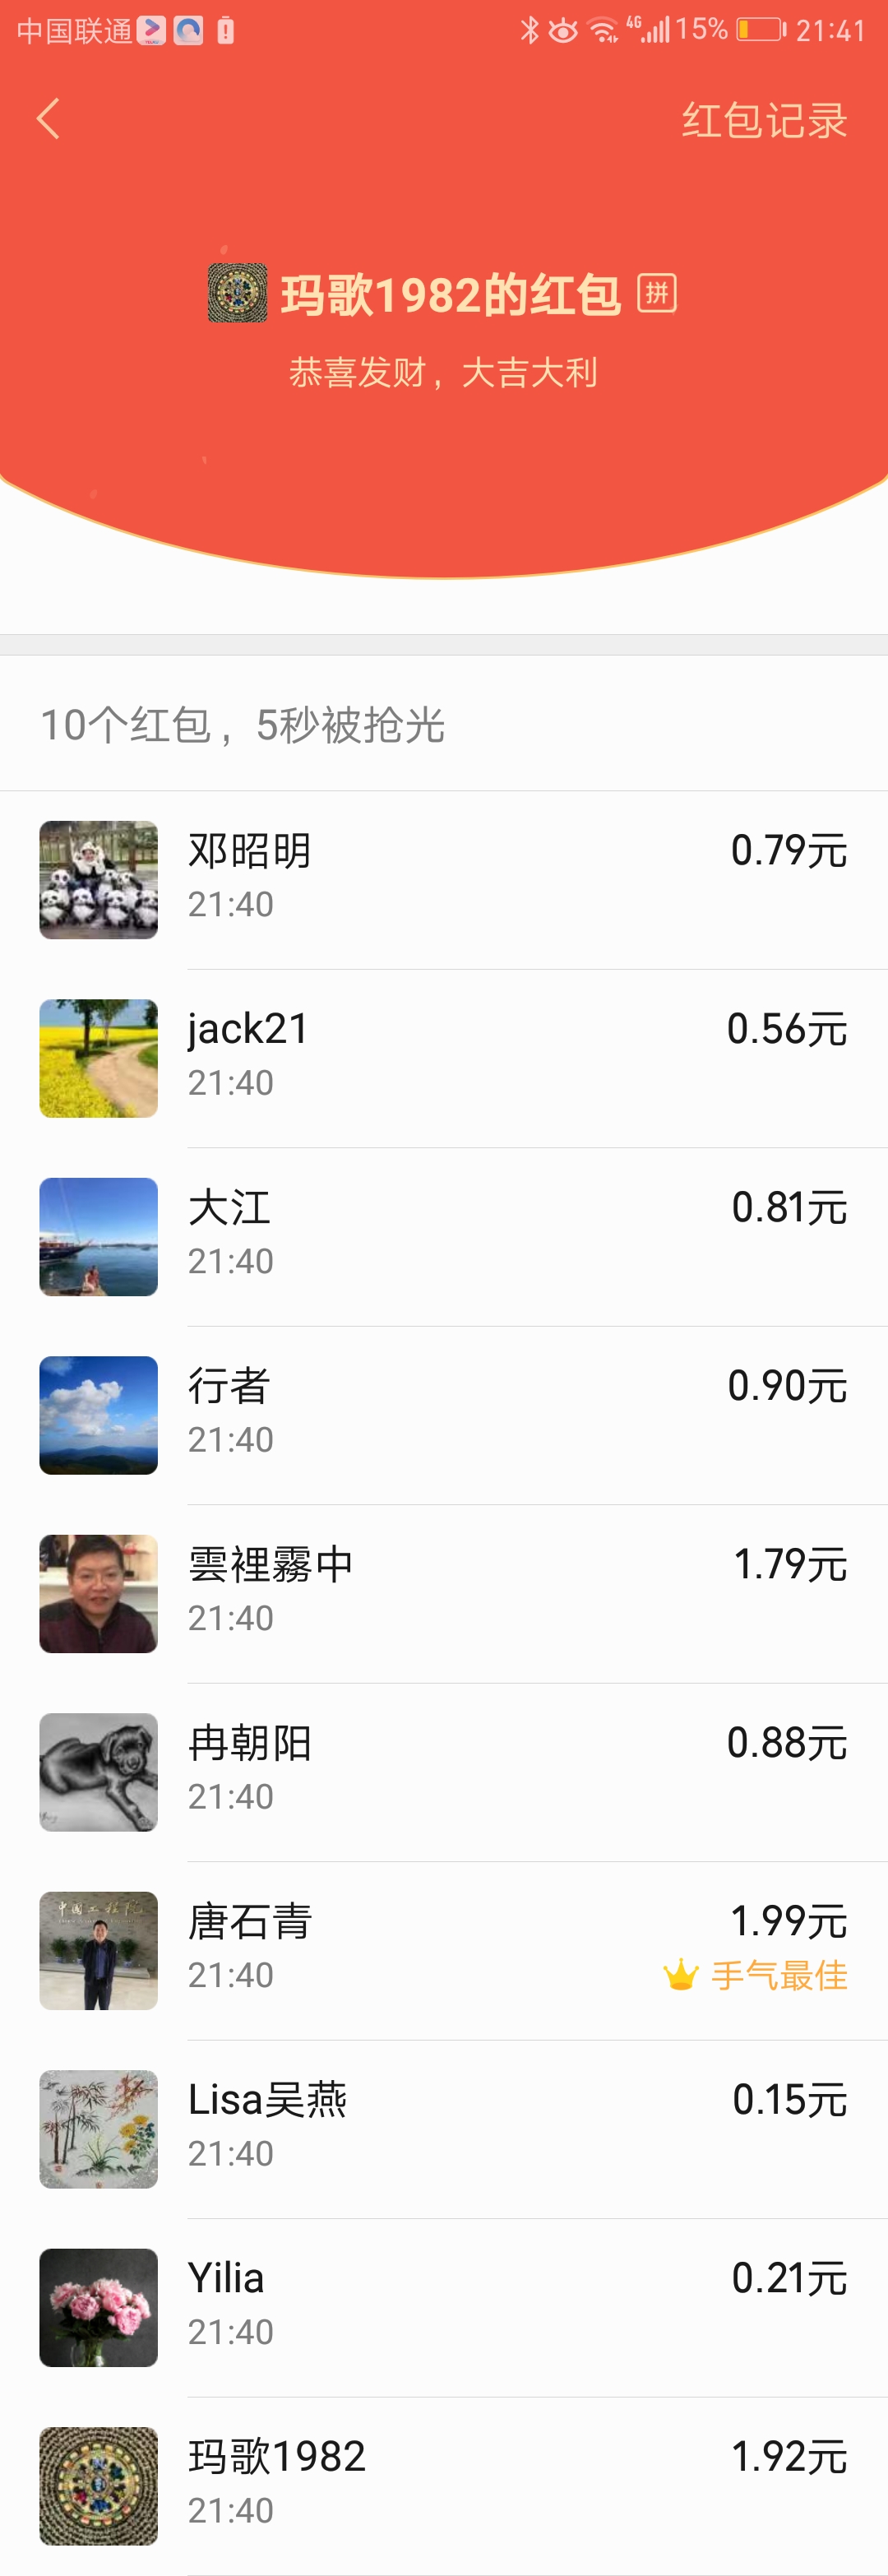 中国联通 4G 15% 21:41
红包记录
玛歌1982的红包 拼
恭喜发财，大吉大利
10个红包，5秒被抢光
邓昭明 0.79元
21:40
jack21 0.56元
21:40
大江 0.81元
21:40
行者 0.90元
21:40
雲裡霧中 1.79元
21:40
冉朝阳 0.88元
21:40
中国工程院
唐石青 1.99元
21:40 手气最佳
Lisa吴燕 0.15元
21:40
Yilia 0.21元
21:40
玛歌1982 1.92元
21:40